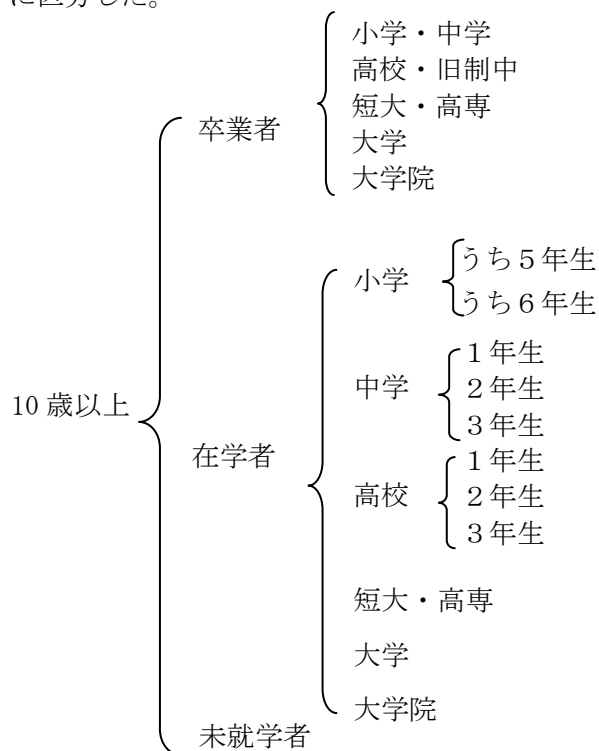 に区分した。
小学・中学
高校・旧制中
短大・高専
卒業者
大学
大学院
うち５年生
小学
うち６年生
１年生
中学
２年生
３年生
10 歳以上
在学者
１年生
高校
２年生
３年生
短大・高専
大学
大学院
未就学者